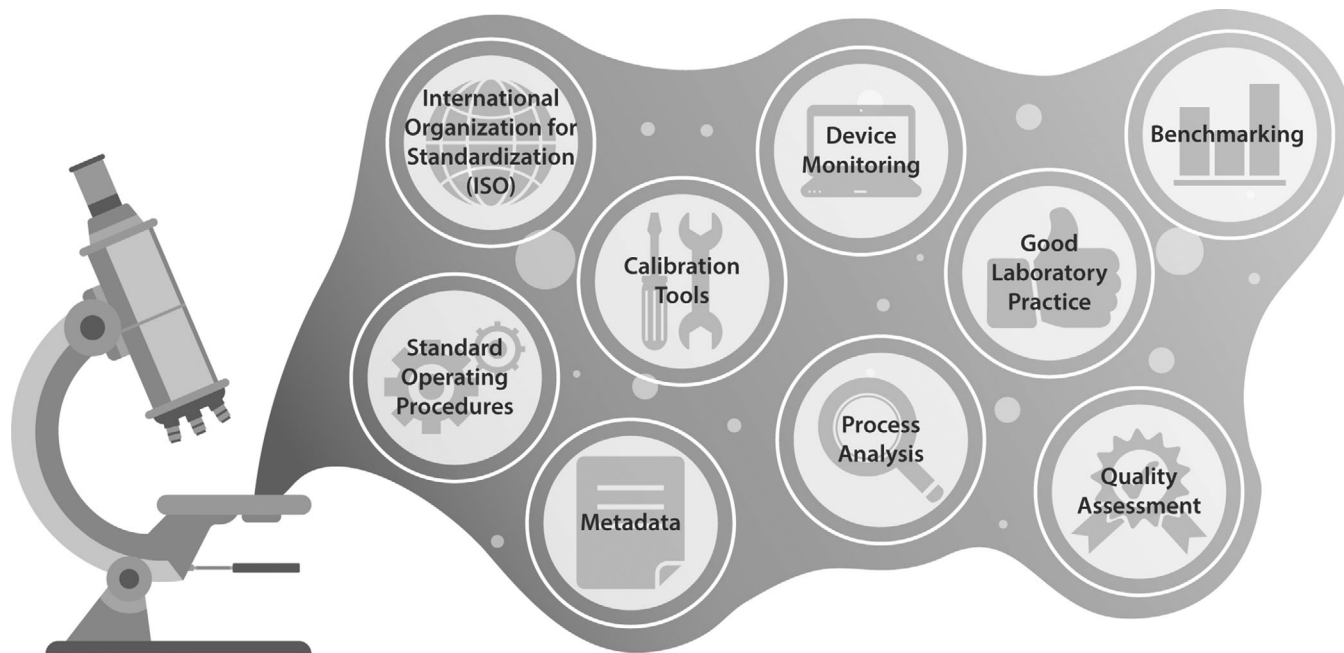 International
Organization for
Standardization
(ISO)
Device
Monitoring
Benchmarking
Calibration
Tools
Good
Laboratory
Practice
Standard
Operating
Procedures
Process
Analysis
Quality
Assessment
Metadata